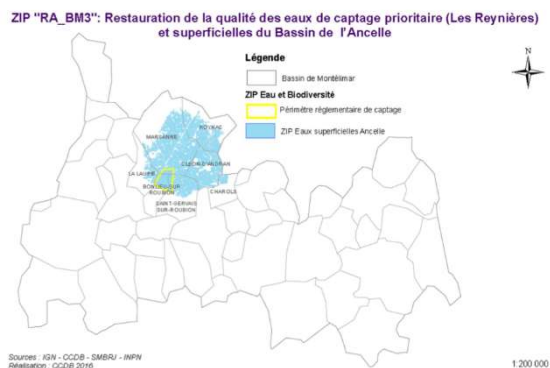 ZIP "RA_BM3": Restauration de la qualité des eaux de captage prioritaire (Les Reynières)
et superficielles du Bassin de l'Ancelle
Légende
Bassin de Montélimar
ZIP Eau et Biodiversité
Périmètre réglementaire de captage
ZIP Eaux superficielles Ancelle
N
ROYNAC
MARSANNE
CLEON D'ANDRAN
LA LAUPIE
BONLIEU-SUR-
ROUBION
CHAROLS
SAINT-GERVAIS
SUR-ROUBION
Sources : IGN - CCDB - SMBRJ - INPN
Réalisation : CCDB 2016
1:200 000